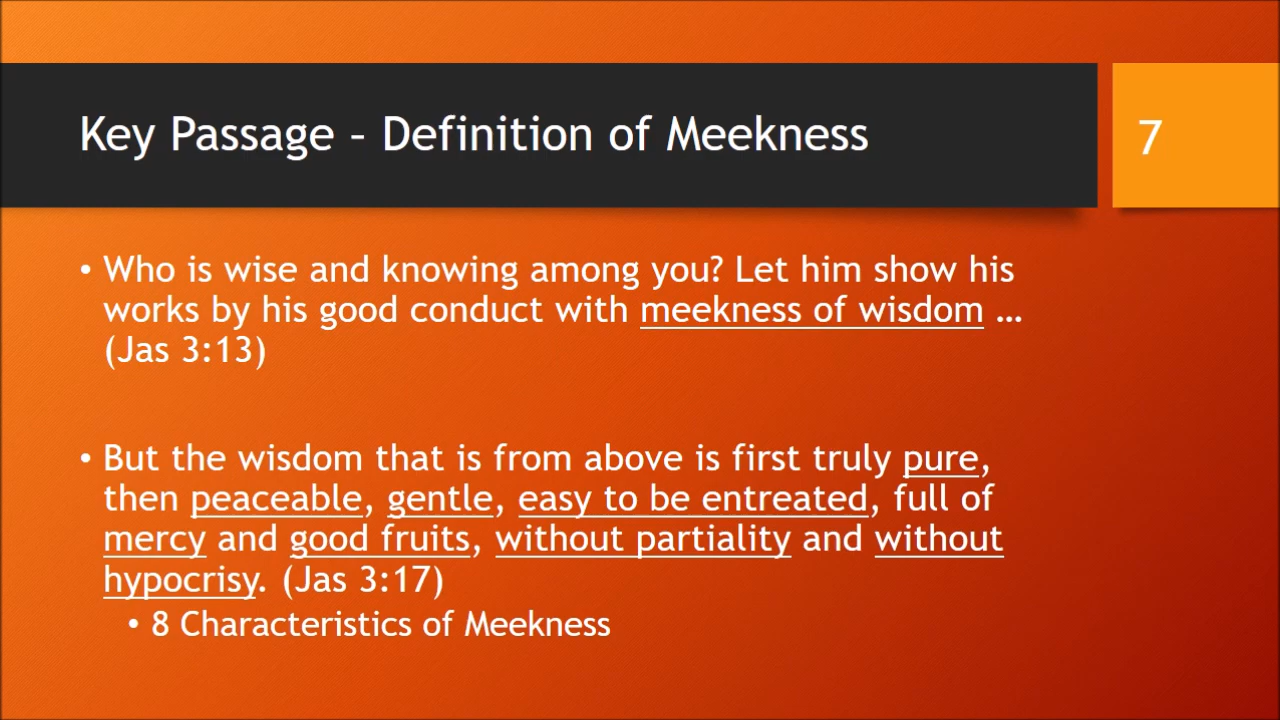 Key Passage – Definition of Meekness
7
• Who is wise and knowing among you? Let him show his
works by his good conduct with meekness of wisdom …
(Jas 3:13)
• But the wisdom that is from above is first truly pure,
then peaceable, gentle, easy to be entreated, full of
mercy and good fruits, without partiality and without
hypocrisy. (Jas 3:17)
• 8 Characteristics of Meekness